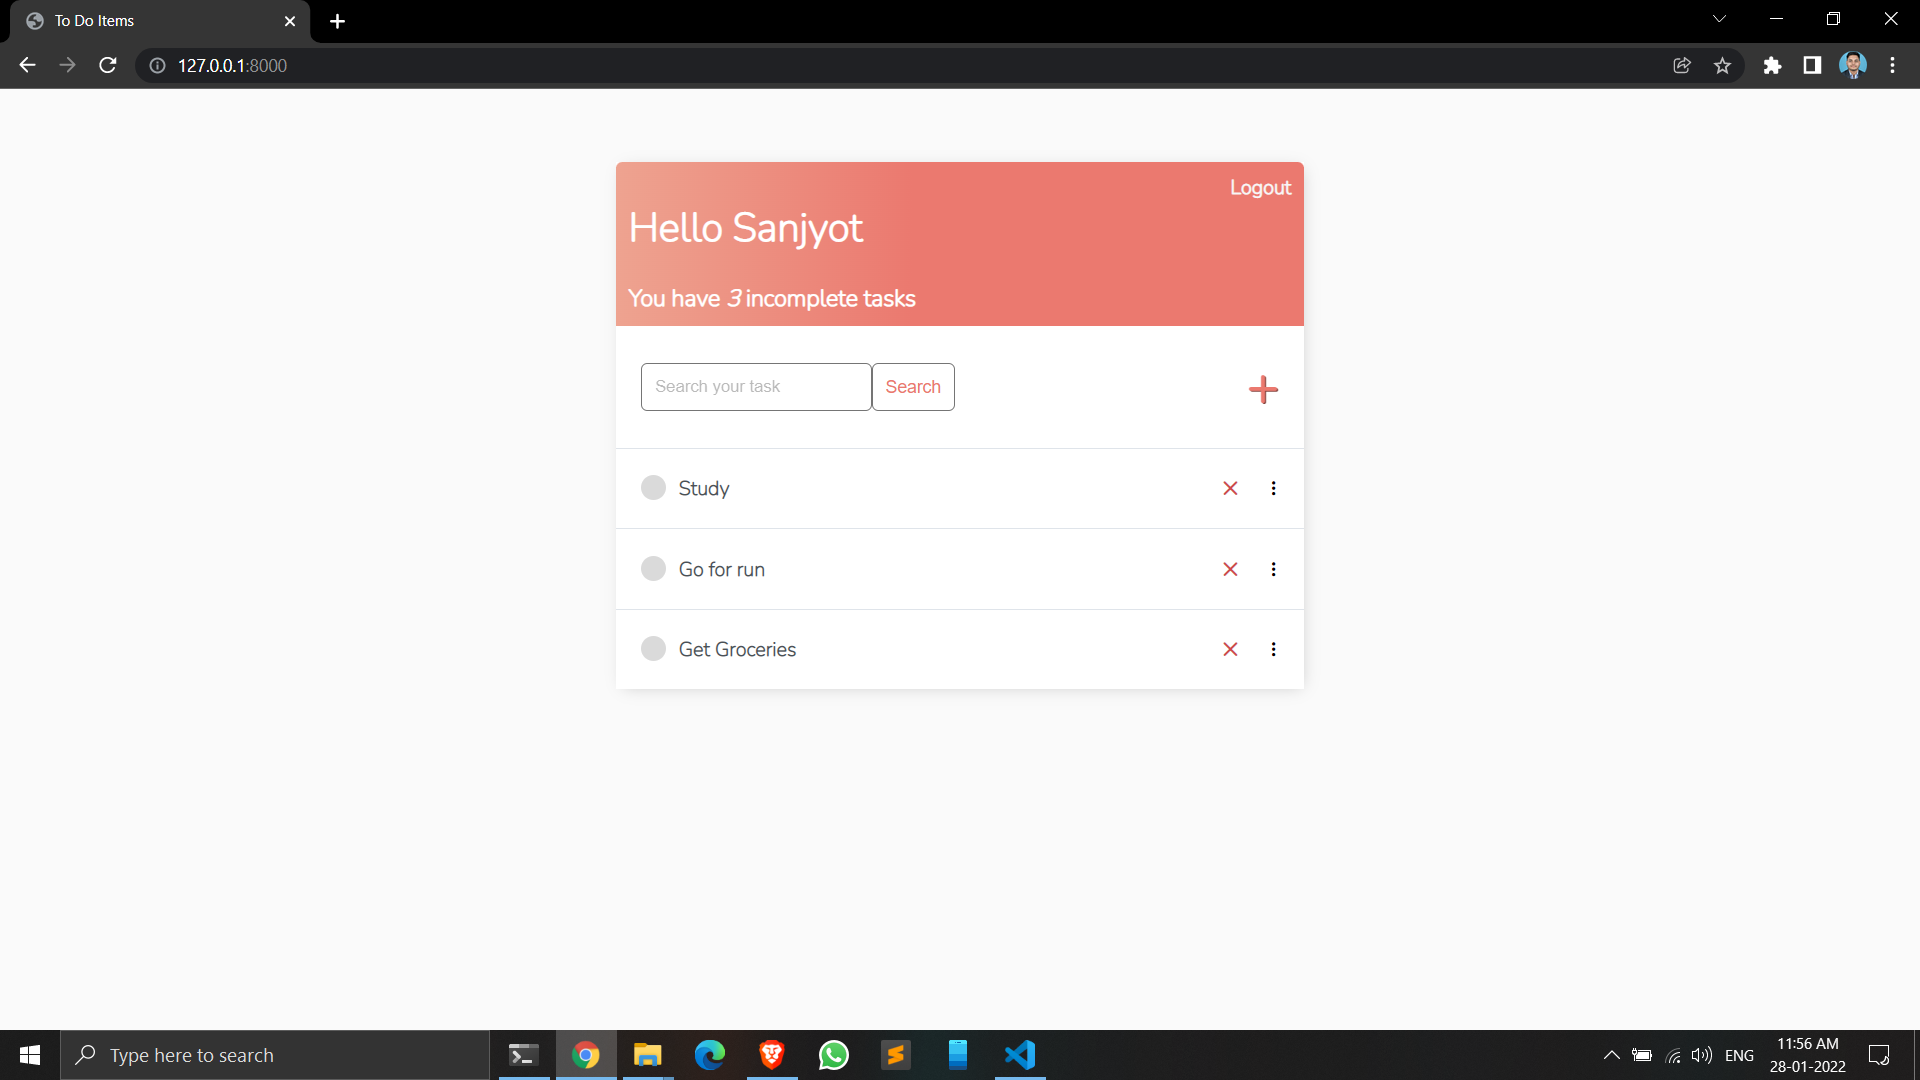 To Do Items
127.0.0.1:8000
Logout
Hello Sanjyot
You have 3 incomplete tasks
Search your task
Search
Study
Go for run
Get Groceries
Type here to search
ENG
11:56 AM
28-01-2022